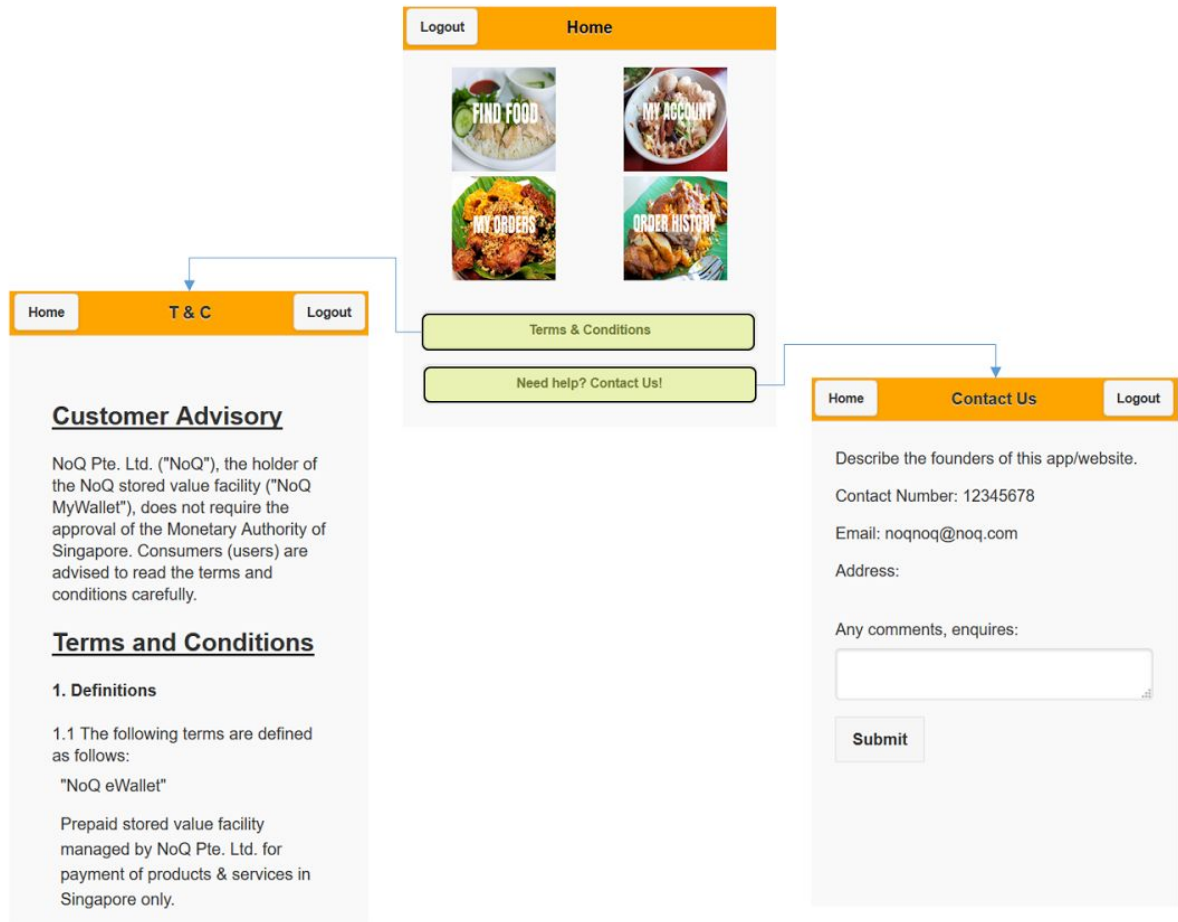 Logout
Home
FIND FOOD
MY ACCOUNT
MY ORDERS
ORDER HISTORY
Terms & Conditions
Need help? Contact Us!
Home
T & C
Logout
Customer Advisory
NoQ Pte. Ltd. ("NoQ"), the holder of
the NoQ stored value facility ("NoQ
MyWallet"), does not require the
approval of the Monetary Authority of
Singapore. Consumers (users) are
advised to read the terms and
conditions carefully.
Terms and Conditions
1. Definitions
1.1 The following terms are defined
as follows:
"NoQ eWallet"
Prepaid stored value facility
managed by NoQ Pte. Ltd. for
payment of products & services in
Singapore only.
Home
Contact Us
Logout
Describe the founders of this app/website.
Contact Number: 12345678
Email: noqnoq@noq.com
Address:
Any comments, enquires:
Submit